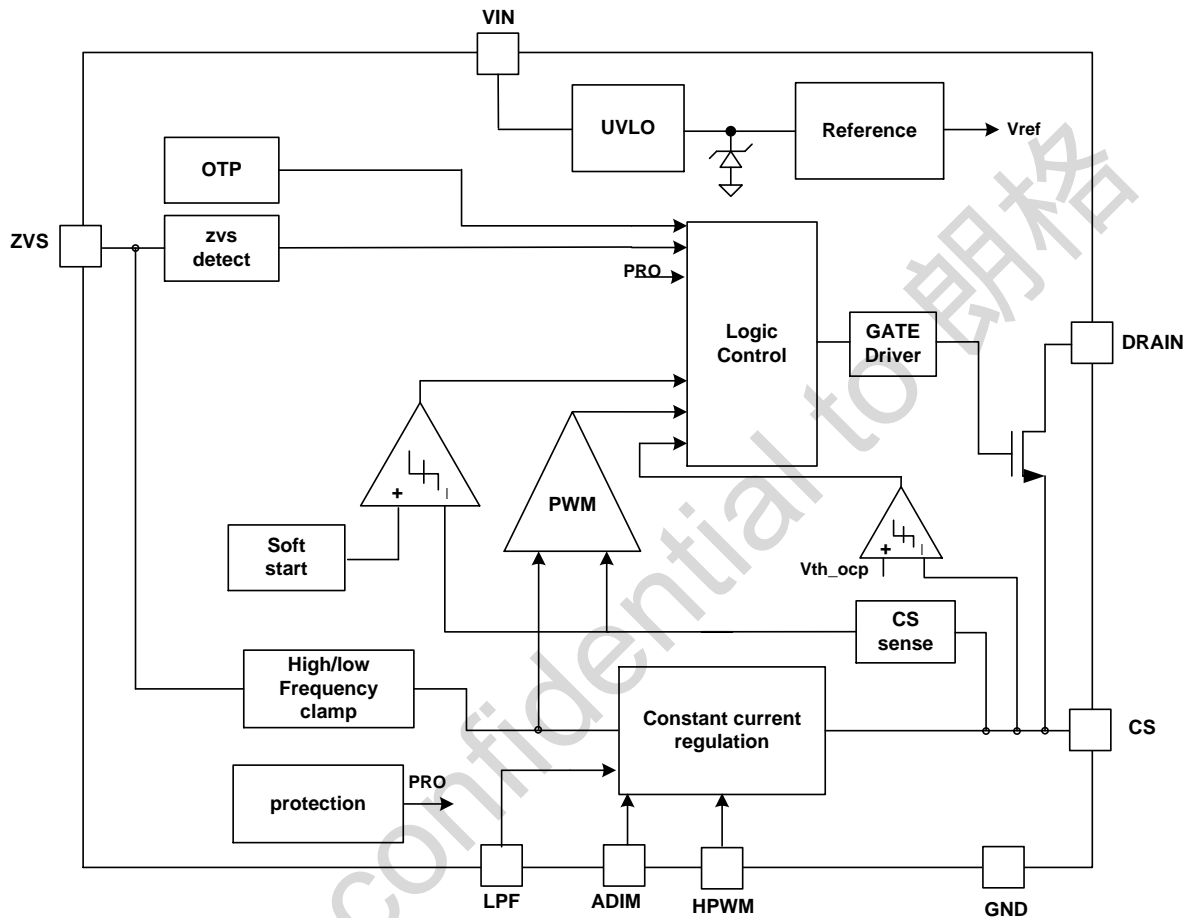 VIN
UVLO
Reference
Vref
OTP
ZVS
zvs
detect
PRO
Logic
Control
GATE
Driver
DRAIN
+
PWM
Soft
start
Vth_ocp
+
CS
sense
High/low
Frequency
clamp
Constant current
regulation
CS
protection
PRO
LPF
ADIM
HPWM
GND
confidential to 朗格